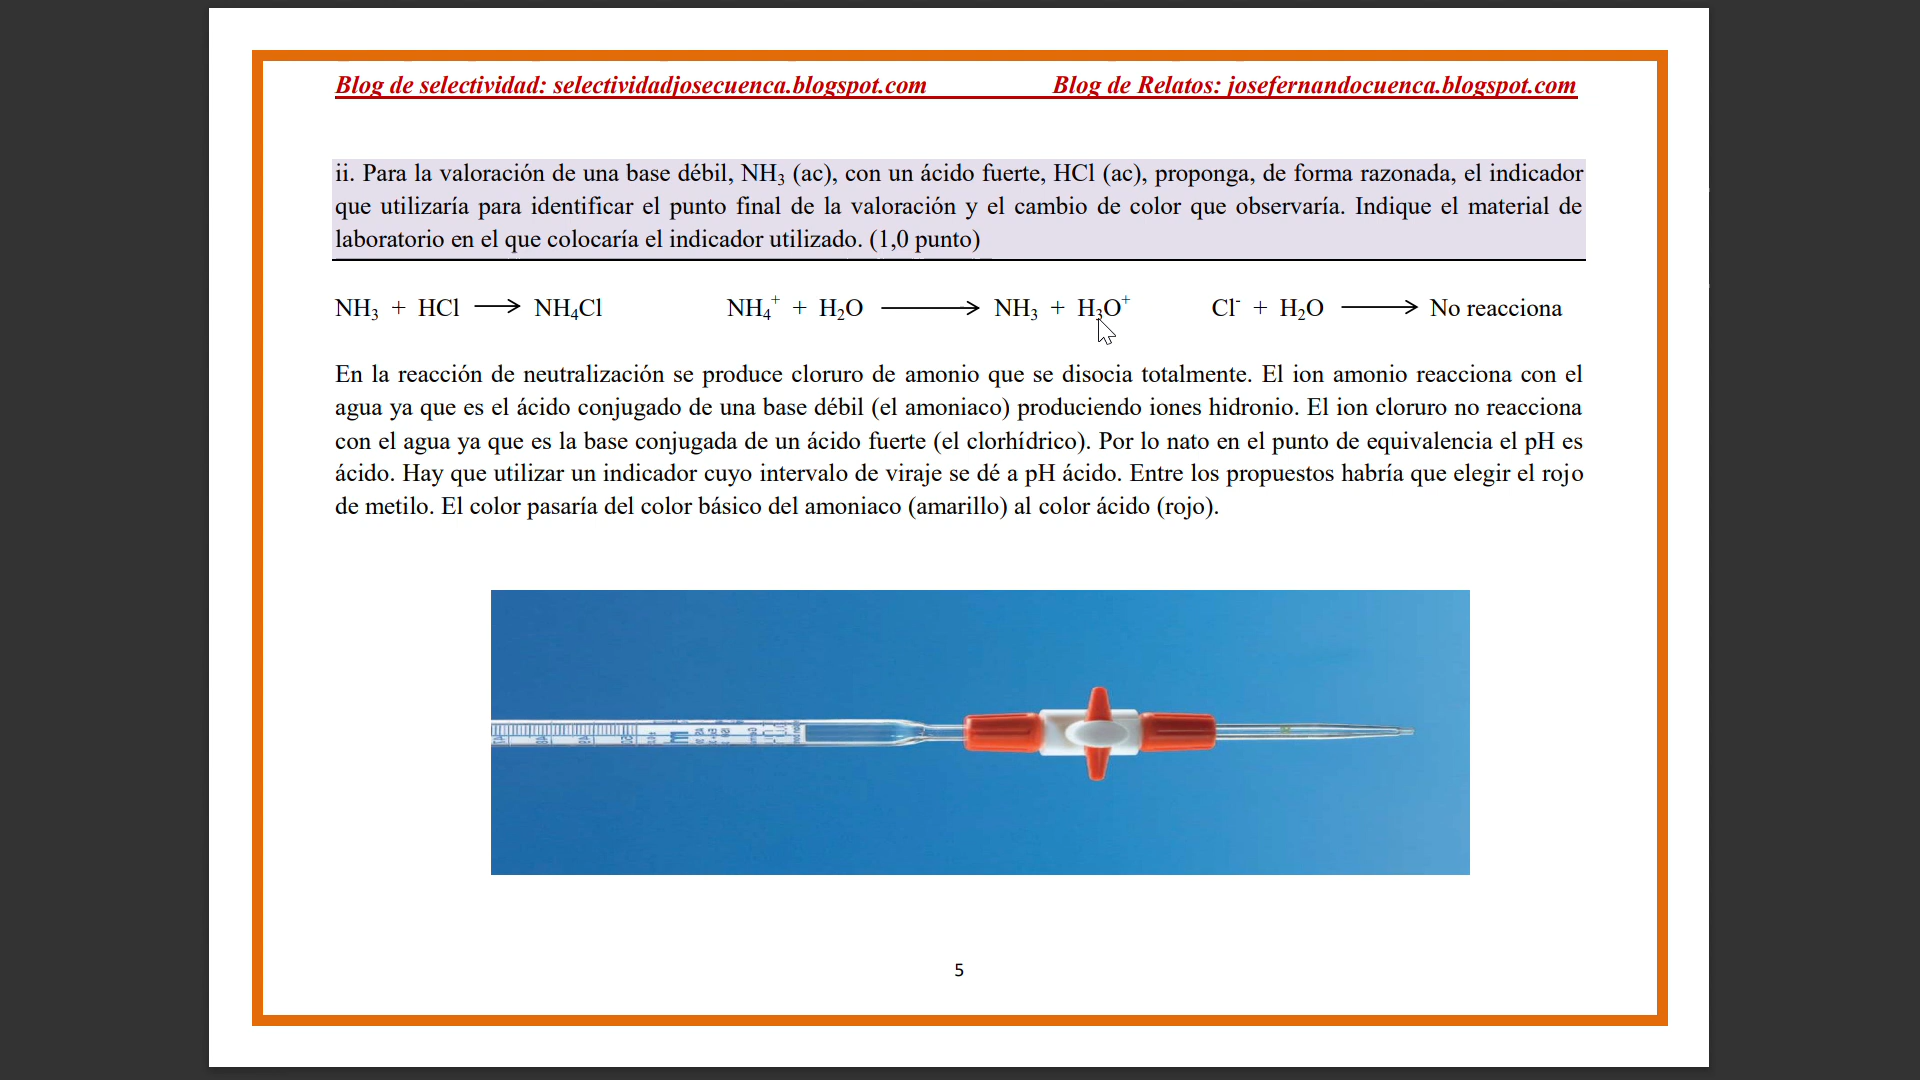 Blog de selectividad: selectividadjosecuenca.blogspot.com Blog de Relatos: josefernandocuenca.blogspot.com
ii. Para la valoración de una base débil, NH₃ (ac), con un ácido fuerte, HCl (ac), proponga, de forma razonada, el indicador
que utilizaría para identificar el punto final de la valoración y el cambio de color que observaría. Indique el material de
laboratorio en el que colocaría el indicador utilizado. (1,0 punto)
NH₃ + HCl ⟶ NH₄Cl NH₄⁺ + H₂O ⟶ NH₃ + H₃O⁺ Cl⁻ + H₂O ⟶ No reacciona
En la reacción de neutralización se produce cloruro de amonio que se disocia totalmente. El ion amonio reacciona con el
agua ya que es el ácido conjugado de una base débil (el amoniaco) produciendo iones hidronio. El ion cloruro no reacciona
con el agua ya que es la base conjugada de un ácido fuerte (el clorhídrico). Por lo nato en el punto de equivalencia el pH es
ácido. Hay que utilizar un indicador cuyo intervalo de viraje se dé a pH ácido. Entre los propuestos habría que elegir el rojo
de metilo. El color pasaría del color básico del amoniaco (amarillo) al color ácido (rojo).
5